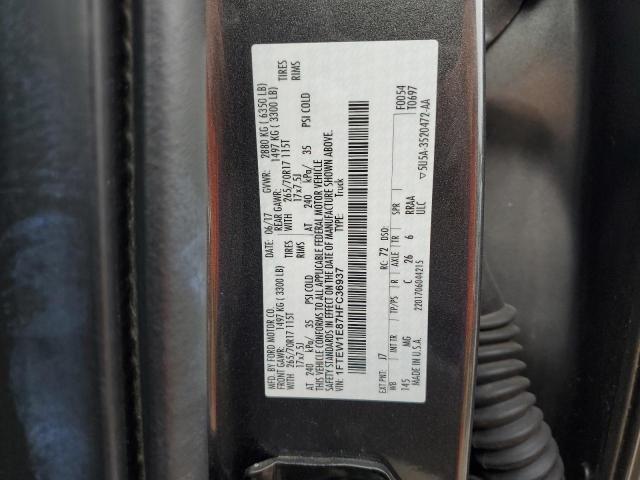 MFD. BY FORD MOTOR CO.
DATE: 06/17 GVWR: 2880 KG ( 6350 LB)
FRONT GAWR: 1497 KG ( 3300 LB) REAR GAWR: 1497 KG ( 3300 LB)
WITH 265/70R17 115T TIRES WITH 265/70R17 115T TIRES
17x7.5J RIMS 17x7.5J RIMS
AT 240 kPa/ 35 PSI COLD AT 240 kPa/ 35 PSI COLD
THIS VEHICLE CONFORMS TO ALL APPLICABLE FEDERAL MOTOR VEHICLE
SAFETY STANDARDS IN EFFECT ON THE DATE OF MANUFACTURE SHOWN ABOVE.
VIN: 1FTEW1E87HFC36937 TYPE: Truck
F0D54
T0697
EXT PNT: J7 RC: 72 DSO:
WB INT TR TP/PS R AXLE TR SPR
145 MG C 26 6 RRAA
MADE IN U.S.A. 2201706044215 ULC
▽5U5A-3520472-AA